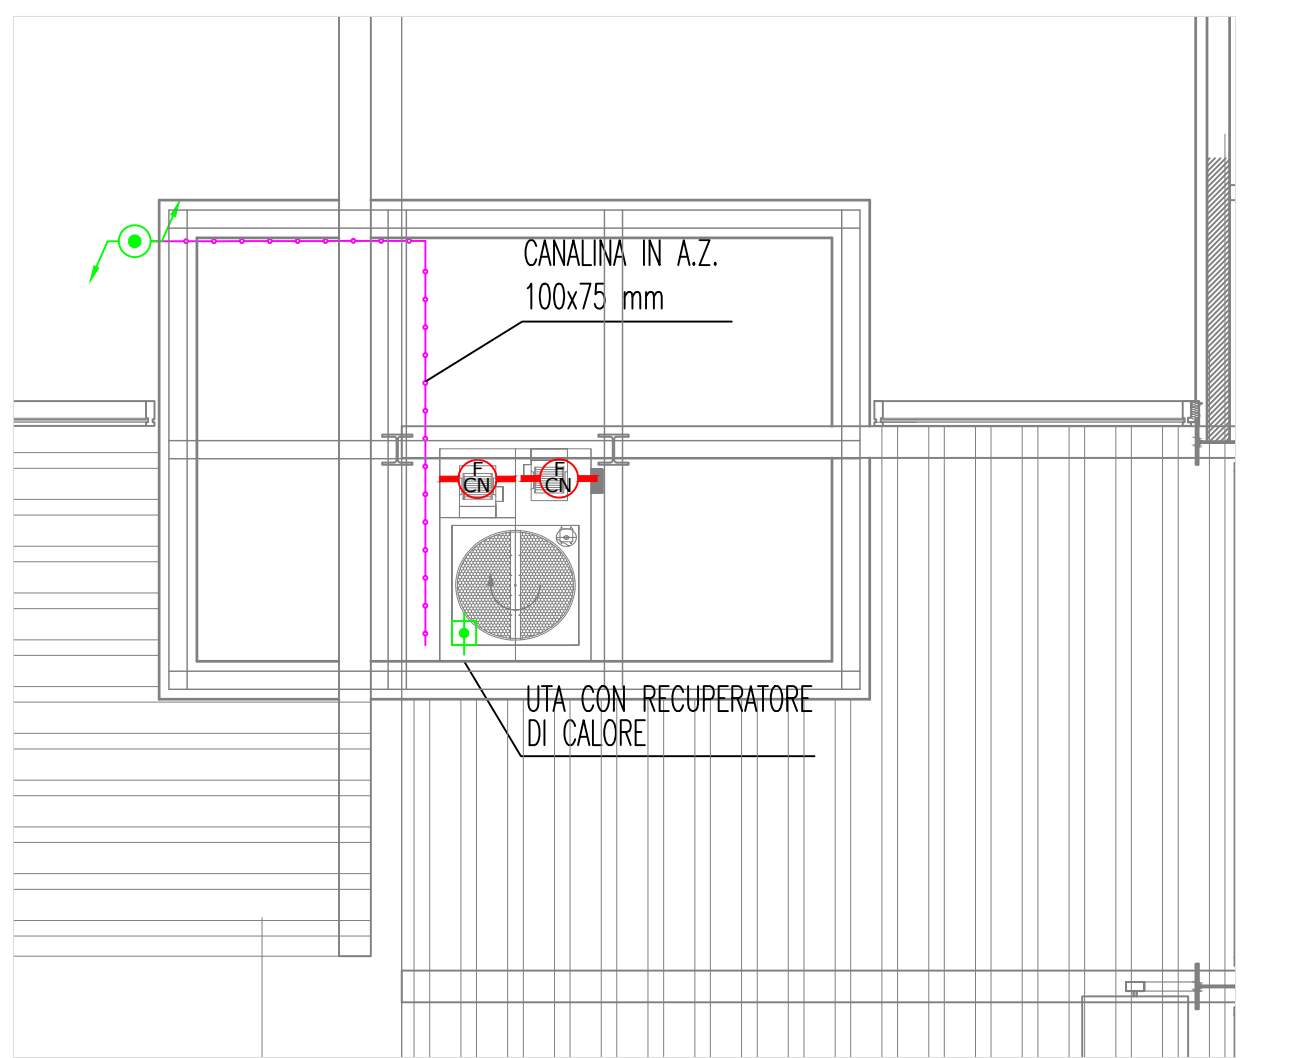 CANALINA IN A.Z.
100x75 mm
F
CN
F
CN
UTA CON RECUPERATORE
DI CALORE